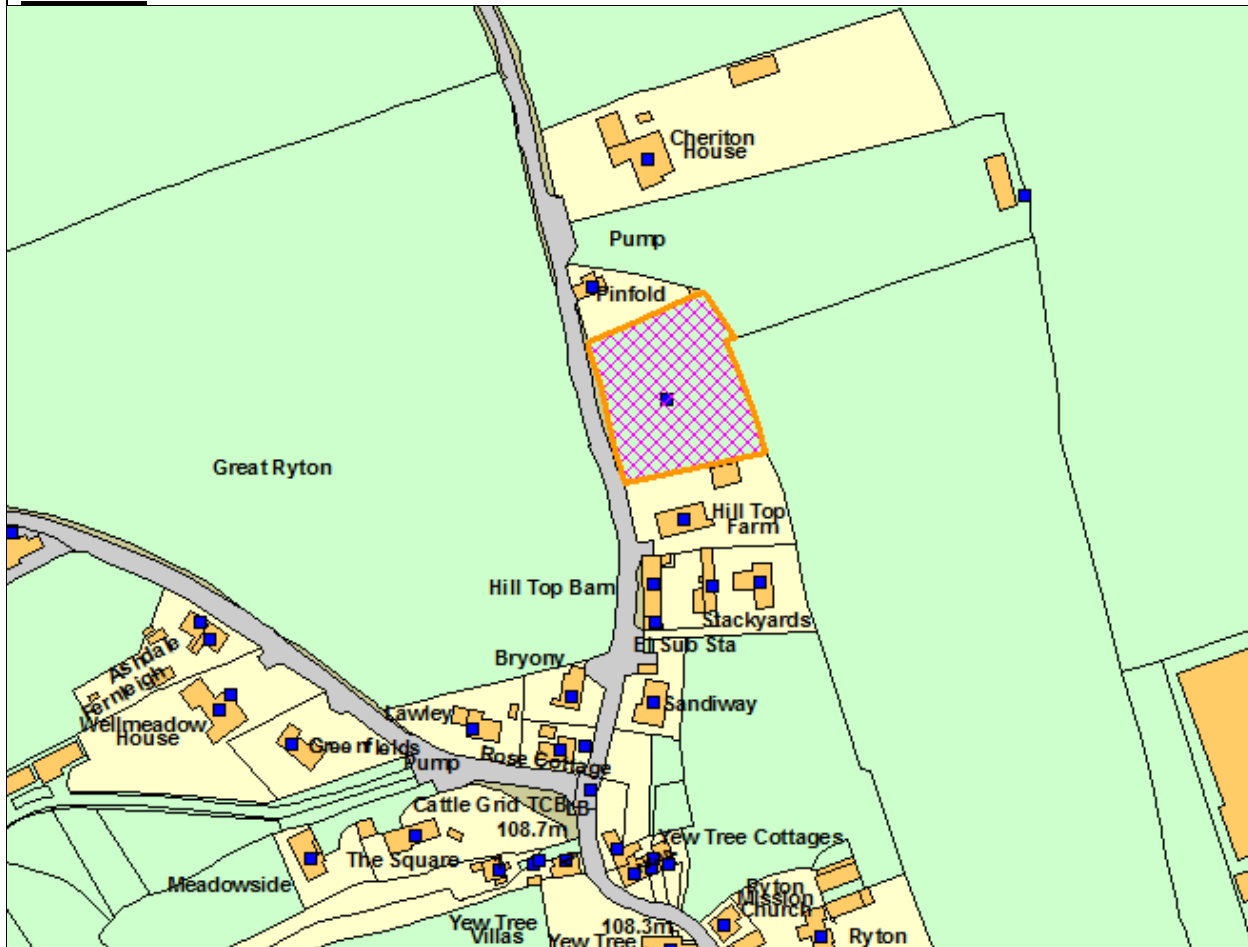 Cheriton
House
Pump
Pinfold
Great Ryton
Hill Top
Farm
Hill Top Barn
Stackyards
El Sub Sta
Bryony
Ashdale
Fernleigh
Sandiway
Lawley
Wellmeadow
House
Greenfields
Rose Cottage
Pump
Cattle Grid TCB
LB
108.7m
Yew Tree Cottages
The Square
Meadowside
Ryton
Mission
Church
Yew Tree
Villas
108.3m
Yew Tree
Ryton